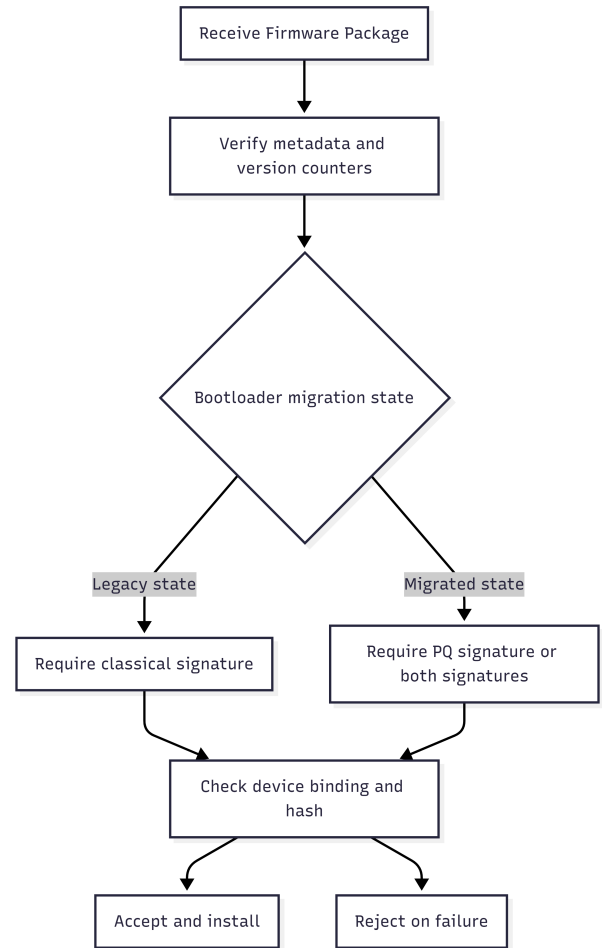 Receive Firmware Package
Verify metadata and
version counters
Bootloader migration state
Legacy state
Migrated state
Require classical signature
Require PQ signature or
both signatures
Check device binding and
hash
Accept and install
Reject on failure